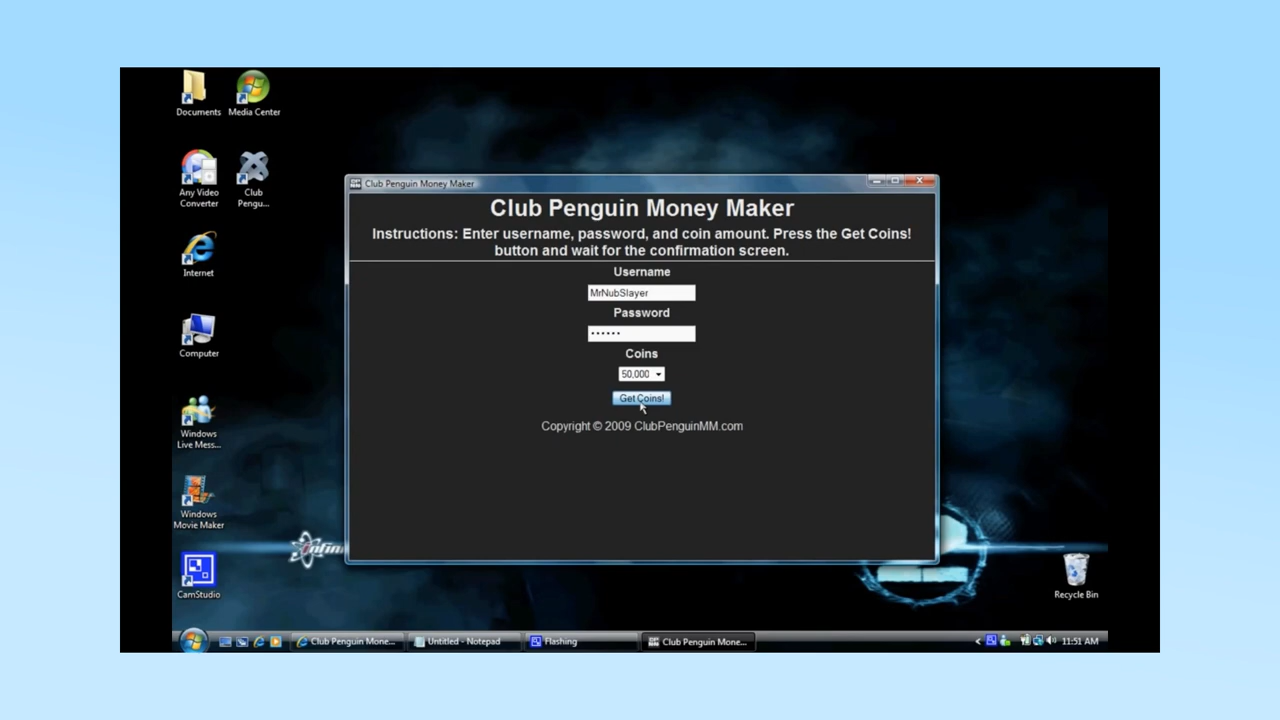 Documents
Media Center
Any Video
Converter
Club
Pengu...
Internet
Computer
Windows
Live Mess...
Windows
Movie Maker
CamStudio
Recycle Bin
Club Penguin Money Maker
Club Penguin Money Maker
Instructions: Enter username, password, and coin amount. Press the Get Coins!
button and wait for the confirmation screen.
Username
MrNubSlayer
Password
••••••
Coins
50,000
Get Coins!
Copyright © 2009 ClubPenguinMM.com
Club Penguin Mone...
Untitled - Notepad
Flashing
Club Penguin Mone...
11:51 AM